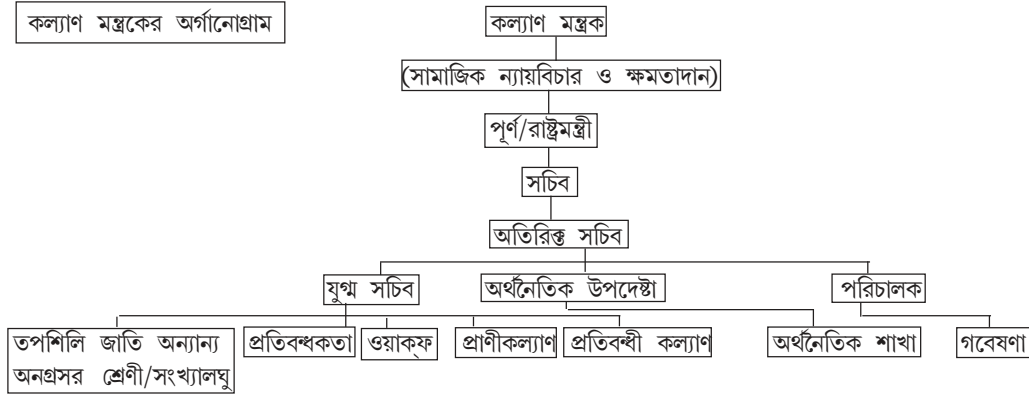 কল্যাণ মন্ত্রকের অর্গানোগ্রাম
কল্যাণ মন্ত্রক
(সামাজিক ন্যায়বিচার ও ক্ষমতাদান)
পূর্ণ/রাষ্ট্রমন্ত্রী
সচিব
অতিরিক্ত সচিব
যুগ্ম সচিব
অর্থনৈতিক উপদেষ্টা
পরিচালক
তপশিলি জাতি অন্যান্য
অনগ্রসর শ্রেণী/সংখ্যালঘু
প্রতিবন্ধকতা
ওয়াক্ফ
প্রাণীকল্যাণ
প্রতিবন্ধী কল্যাণ
অর্থনৈতিক শাখা
গবেষণা